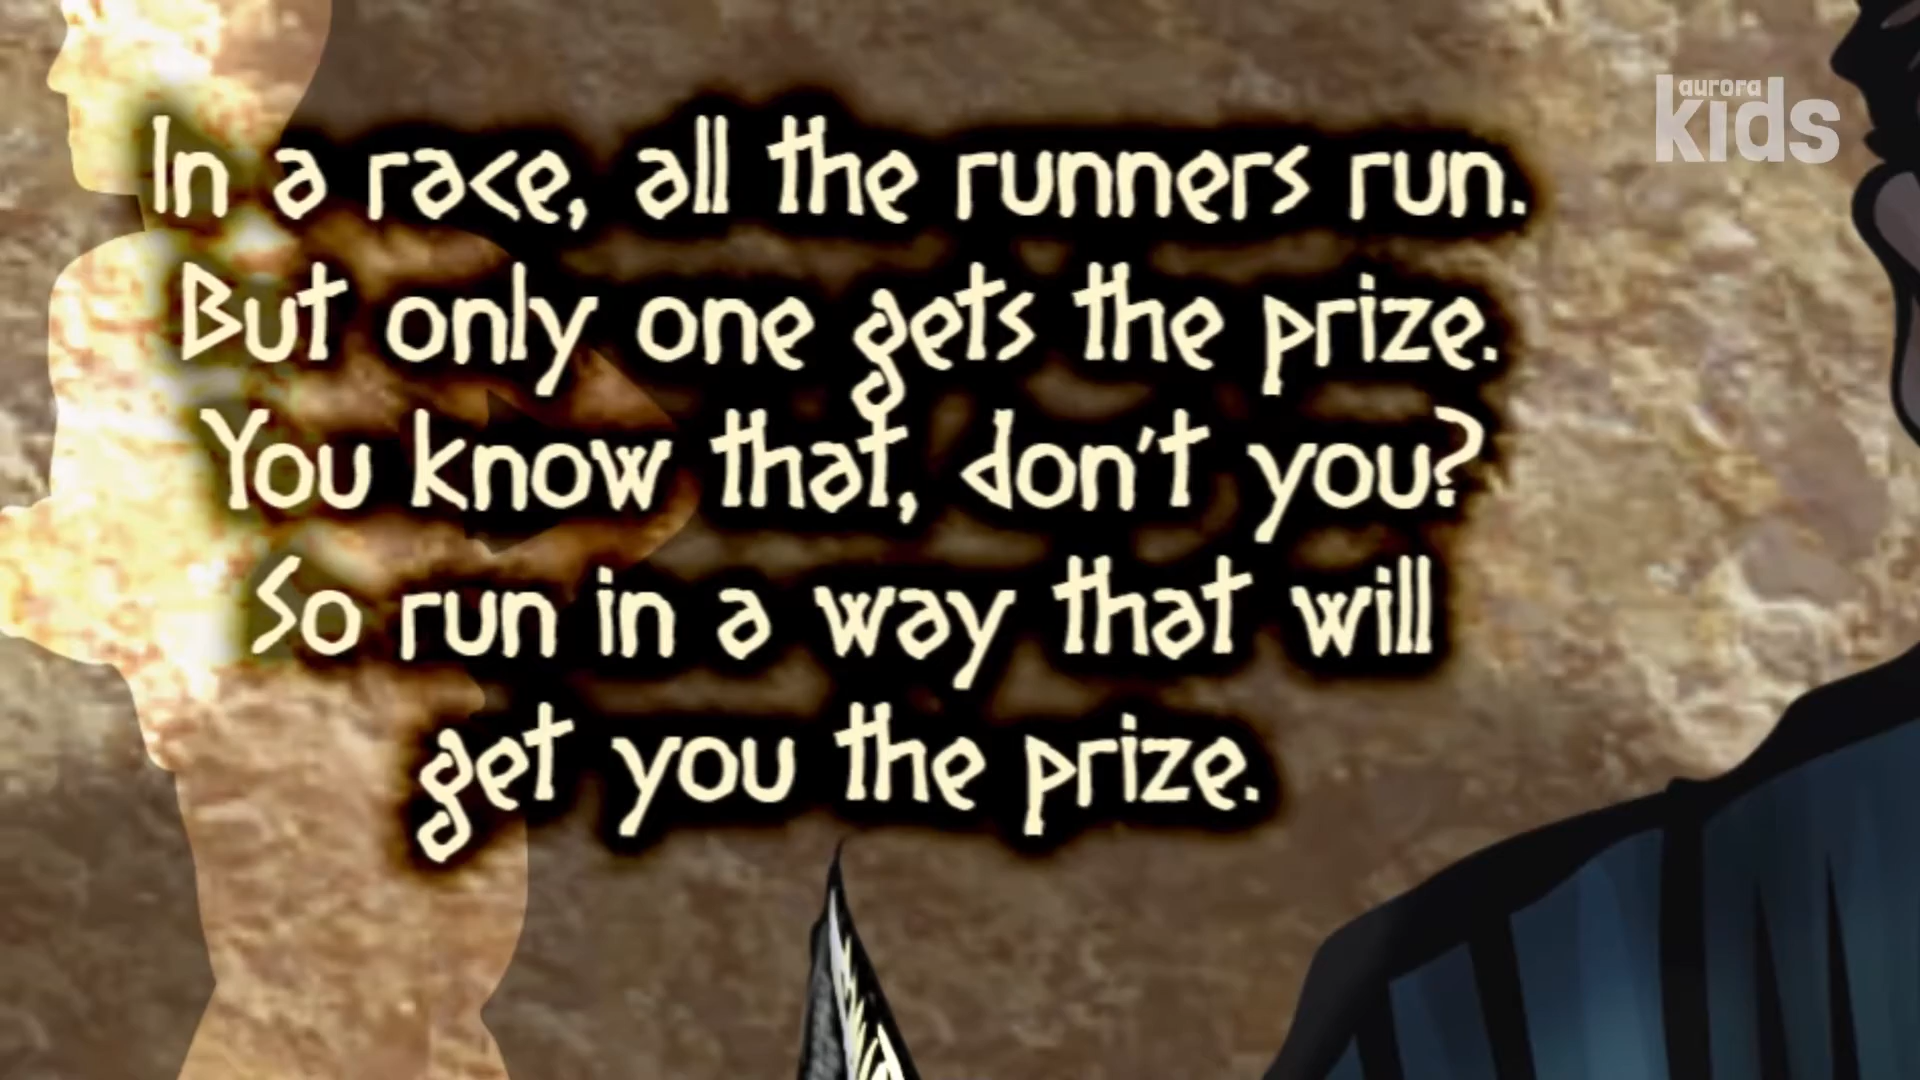 aurora
kids
In a race, all the runners run.
But only one gets the prize.
You know that, don't you?
So run in a way that will
get you the prize.